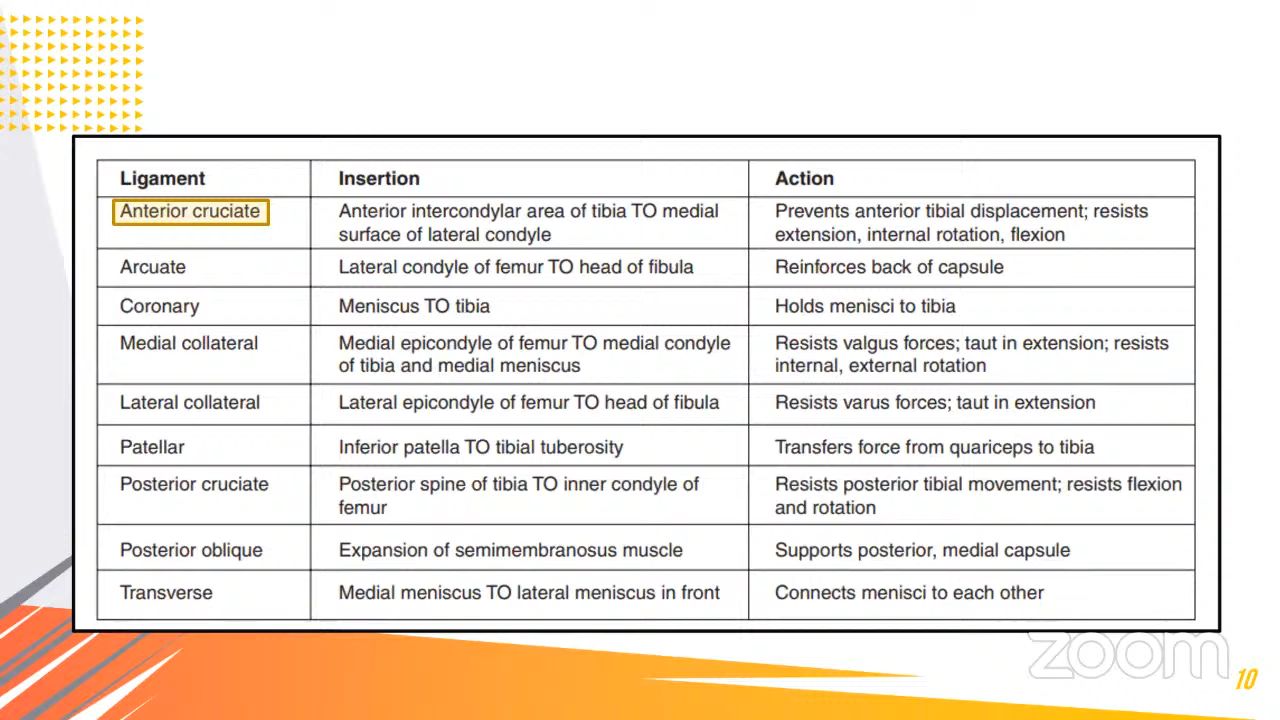 Ligament
Insertion
Action
Anterior cruciate
Anterior intercondylar area of tibia TO medial
surface of lateral condyle
Prevents anterior tibial displacement; resists
extension, internal rotation, flexion
Arcuate
Lateral condyle of femur TO head of fibula
Reinforces back of capsule
Coronary
Meniscus TO tibia
Holds menisci to tibia
Medial collateral
Medial epicondyle of femur TO medial condyle
of tibia and medial meniscus
Resists valgus forces; taut in extension; resists
internal, external rotation
Lateral collateral
Lateral epicondyle of femur TO head of fibula
Resists varus forces; taut in extension
Patellar
Inferior patella TO tibial tuberosity
Transfers force from quariceps to tibia
Posterior cruciate
Posterior spine of tibia TO inner condyle of
femur
Resists posterior tibial movement; resists flexion
and rotation
Posterior oblique
Expansion of semimembranosus muscle
Supports posterior, medial capsule
Transverse
Medial meniscus TO lateral meniscus in front
Connects menisci to each other
zoom
10